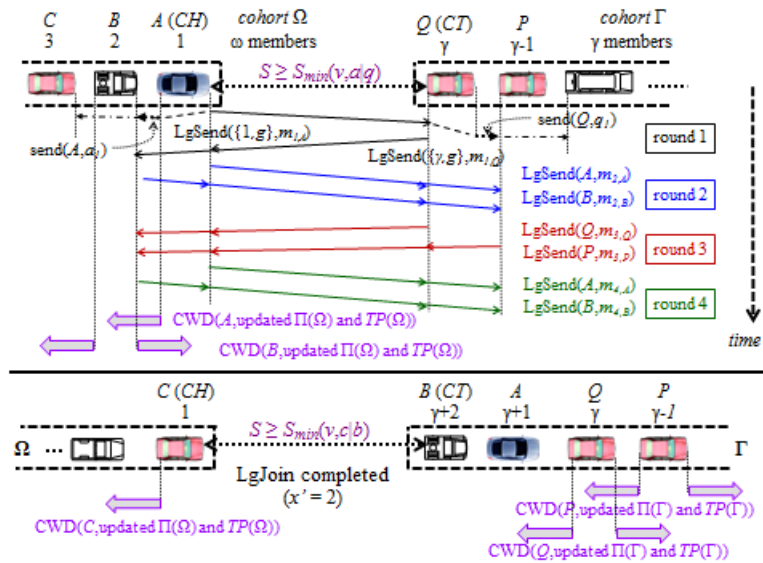 C B A (CH) cohort Ω Q (CT) P cohort Γ
3 2 1 ω members γ γ-1 γ members
S ≥ Smin(v,a|q)
send(Q,q1)
LgSend({1,g},m1,A)
round 1
send(A,a1)
LgSend({γ,g},m1,Q)
LgSend(A,m2,A)
LgSend(B,m2,B)
round 2
LgSend(Q,m3,Q)
LgSend(P,m3,P)
round 3
LgSend(A,m4,A)
LgSend(B,m4,B)
round 4
CWD(A,updated Π(Ω) and TP(Ω))
time
CWD(B,updated Π(Ω) and TP(Ω))
C (CH) B (CT) A Q P
1 γ+2 γ+1 γ γ-1
S ≥ Smin(v,c|b)
Ω ... Γ
LgJoin completed
(x' = 2)
CWD(P,updated Π(Γ) and TP(Γ))
CWD(C,updated Π(Ω) and TP(Ω))
CWD(Q,updated Π(Γ) and TP(Γ))